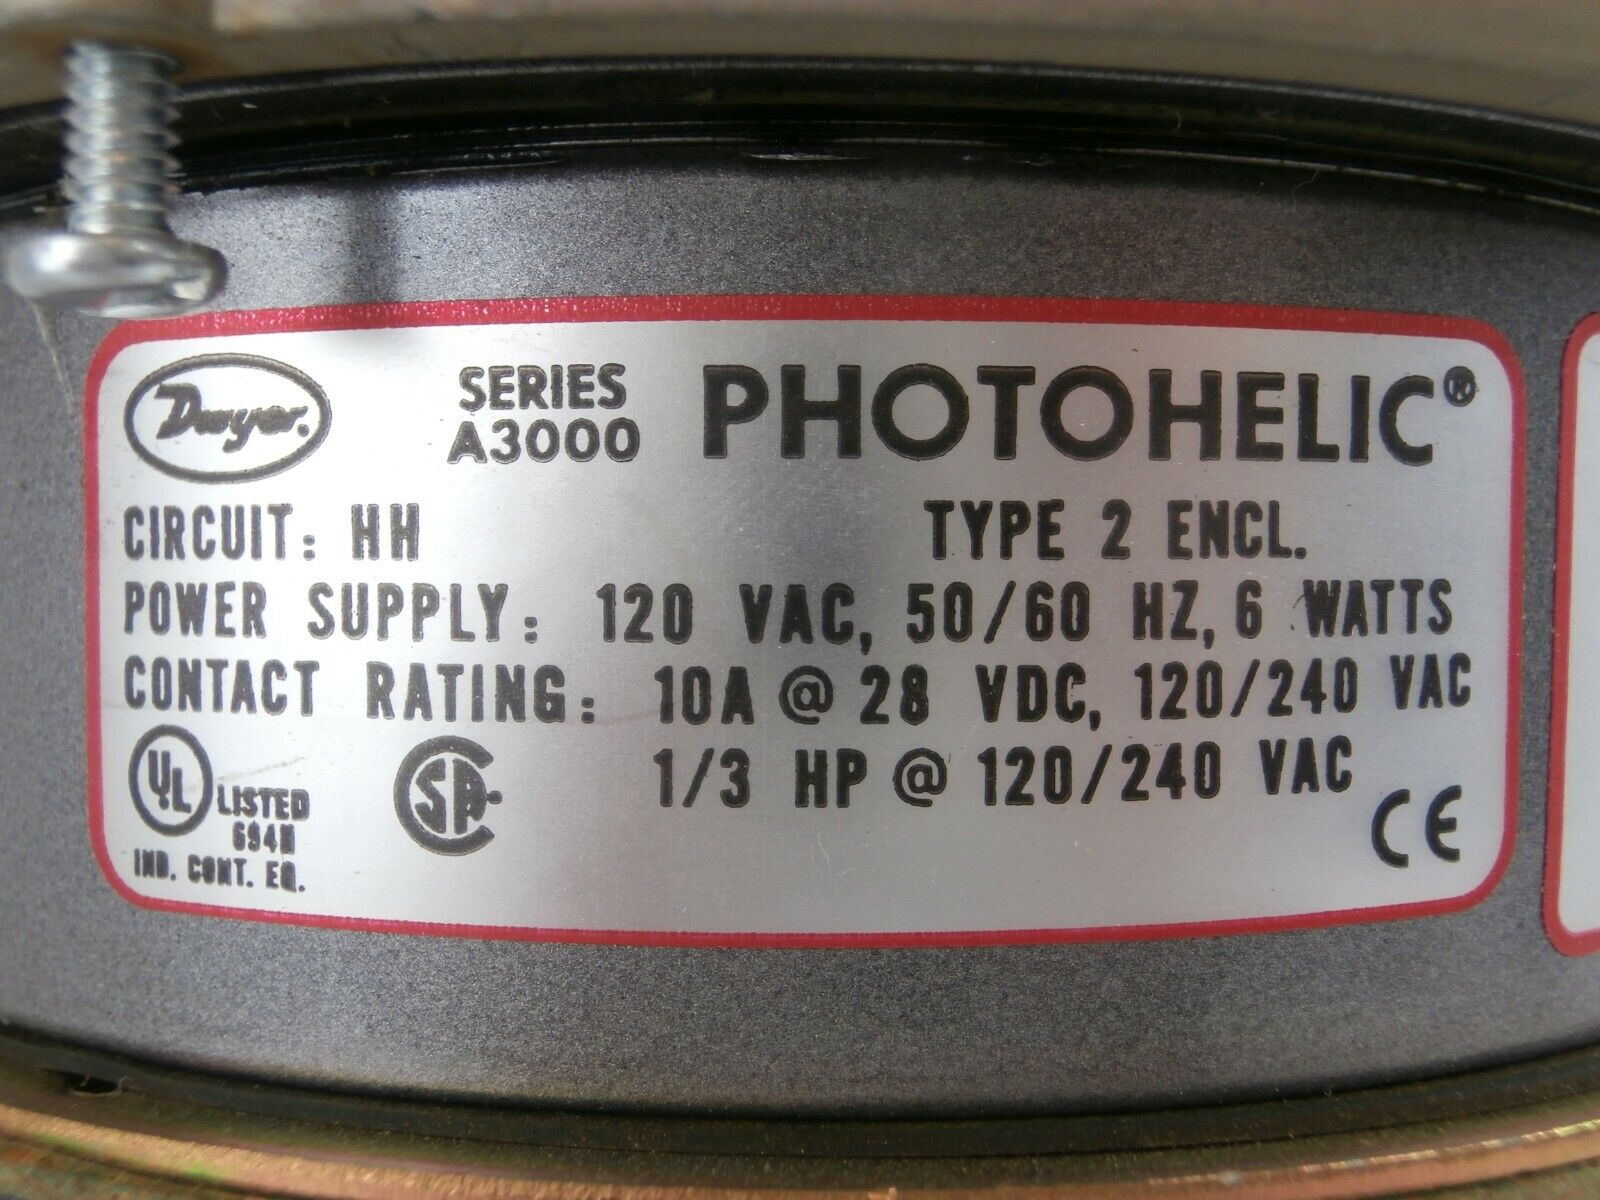 Dwyer.
SERIES
A3000
PHOTOHELIC®
CIRCUIT: HH
TYPE 2 ENCL.
POWER SUPPLY: 120 VAC, 50/60 HZ, 6 WATTS
CONTACT RATING: 10A @ 28 VDC, 120/240 VAC
1/3 HP @ 120/240 VAC
UL LISTED
694N
IND. CONT. EQ.
SA
CE